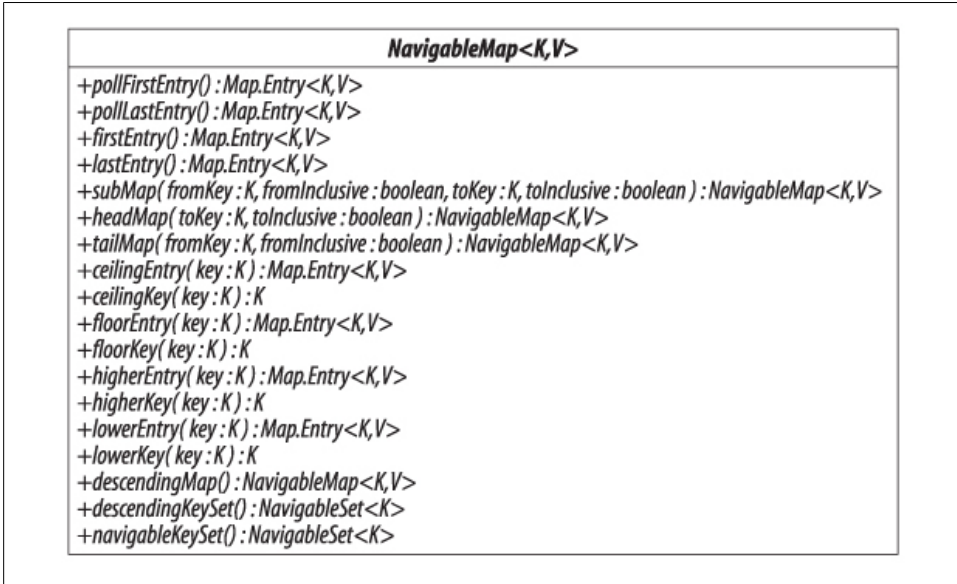 NavigableMap<K,V>
+pollFirstEntry() : Map.Entry<K,V>
+pollLastEntry() : Map.Entry<K,V>
+firstEntry() : Map.Entry<K,V>
+lastEntry() : Map.Entry<K,V>
+subMap( fromKey : K, fromInclusive : boolean, toKey : K, toInclusive : boolean ) : NavigableMap<K,V>
+headMap( toKey : K, toInclusive : boolean ) : NavigableMap<K,V>
+tailMap( fromKey : K, fromInclusive : boolean ) : NavigableMap<K,V>
+ceilingEntry( key : K ) : Map.Entry<K,V>
+ceilingKey( key : K ) : K
+floorEntry( key : K ) : Map.Entry<K,V>
+floorKey( key : K ) : K
+higherEntry( key : K ) : Map.Entry<K,V>
+higherKey( key : K ) : K
+lowerEntry( key : K ) : Map.Entry<K,V>
+lowerKey( key : K ) : K
+descendingMap() : NavigableMap<K,V>
+descendingKeySet() : NavigableSet<K>
+navigableKeySet() : NavigableSet<K>